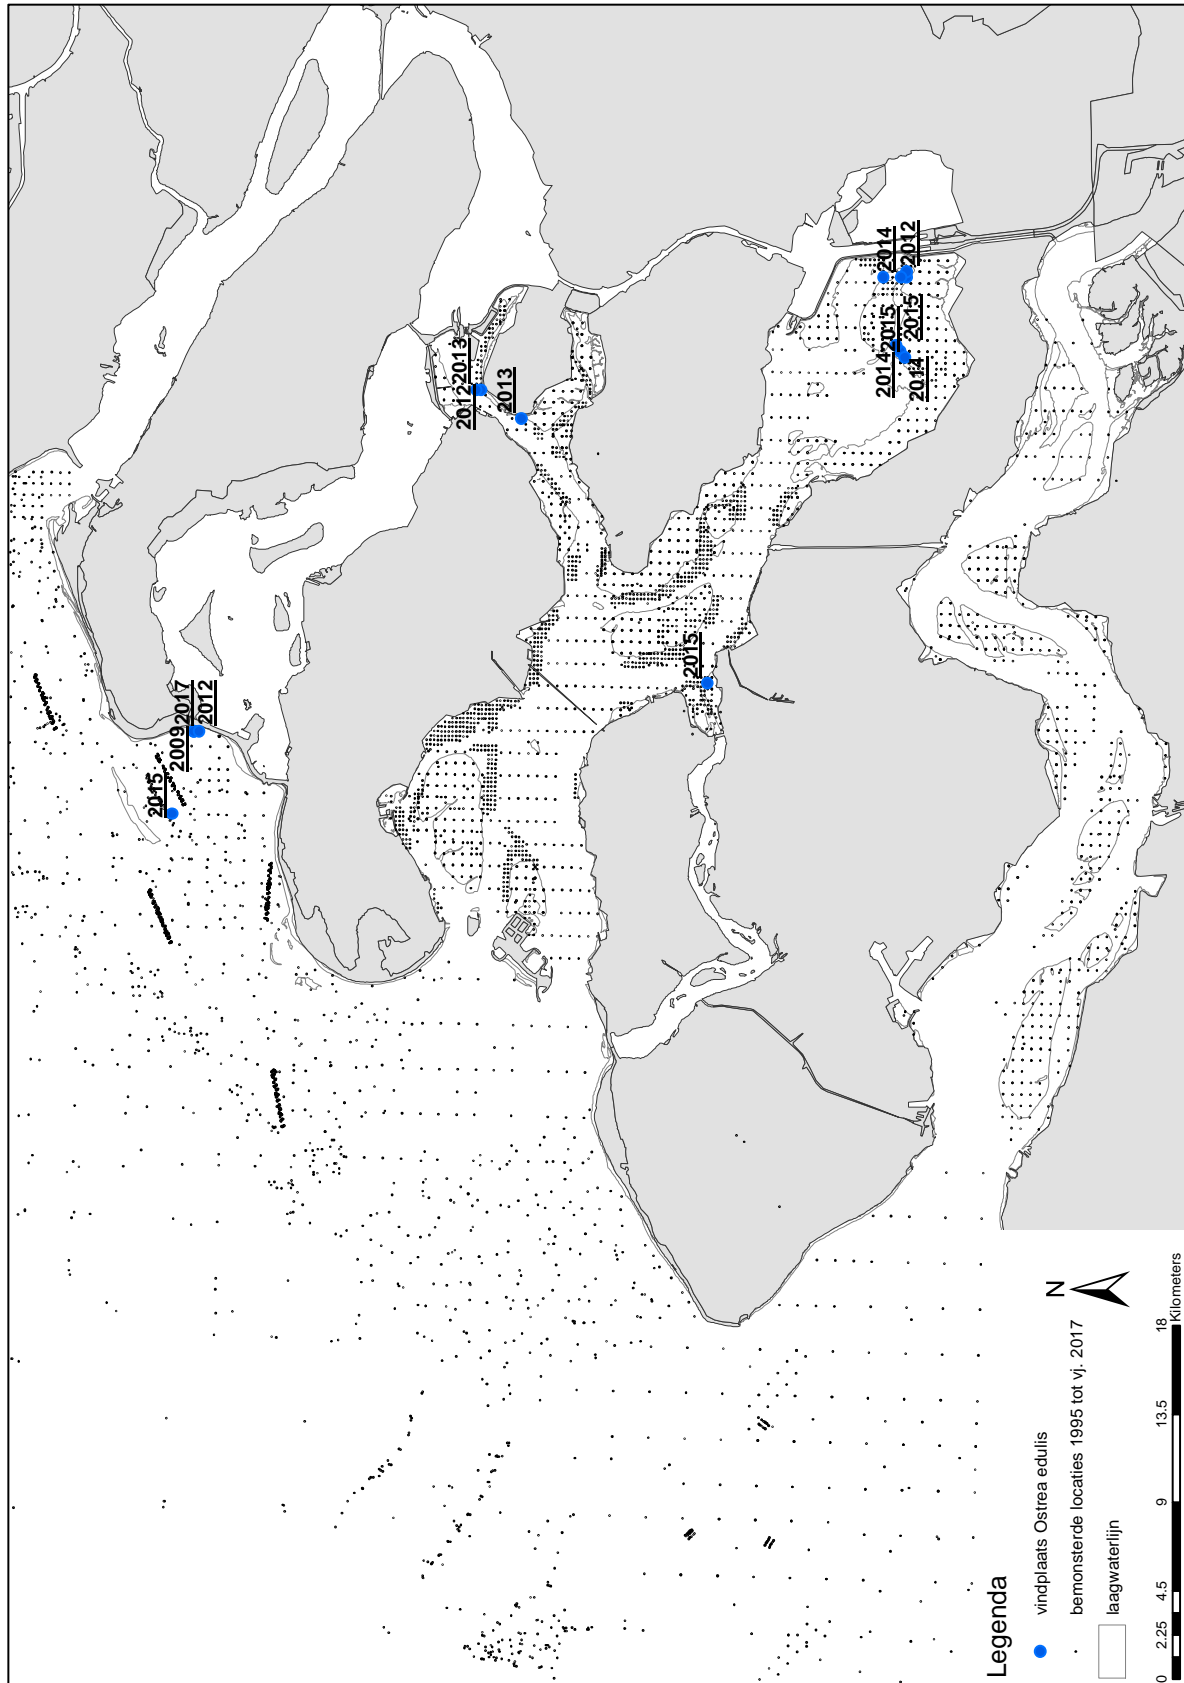 2015
2009
2017
2012
2012
2013
2013
2015
2014
2012
2014
2015
2015
2014
Legenda
vindplaats Ostrea edulis
bemonsterde locaties 1995 tot vj. 2017
laagwaterlijn
N
0 2.25 4.5 9 13.5 18
Kilometers